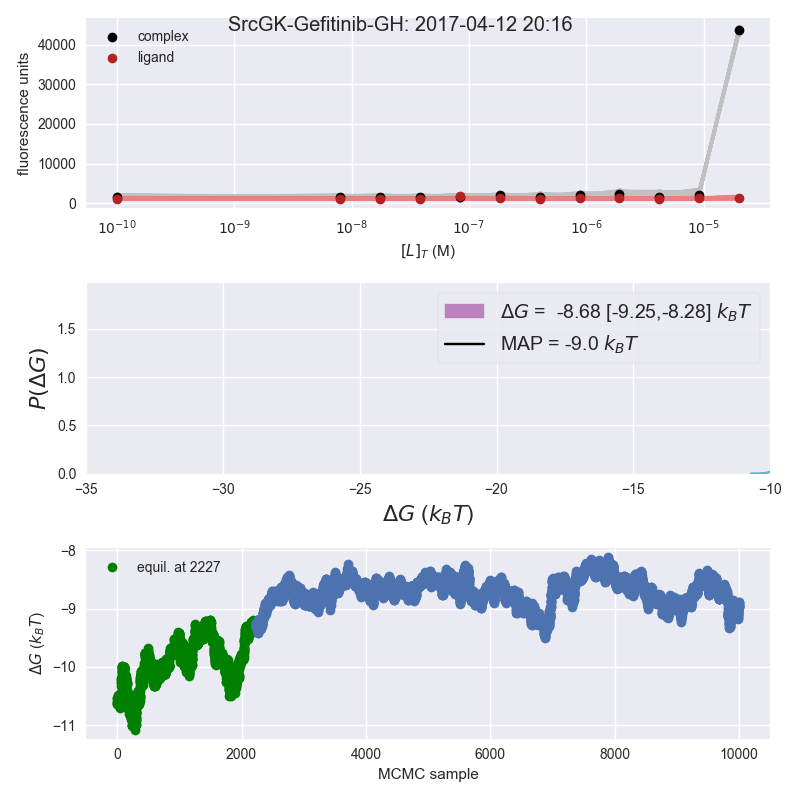 SrcGK-Gefitinib-GH: 2017-04-12 20:16
complex
ligand
fluorescence units
40000
30000
20000
10000
0
10^{-10} 10^{-9} 10^{-8} 10^{-7} 10^{-6} 10^{-5}
[L]_T (M)
ΔG = -8.68 [-9.25,-8.28] k_BT
MAP = -9.0 k_BT
P(ΔG)
1.5
1.0
0.5
0.0
−35 −30 −25 −20 −15 −10
ΔG (k_BT)
equil. at 2227
ΔG (k_BT)
−8
−9
−10
−11
0 2000 4000 6000 8000 10000
MCMC sample